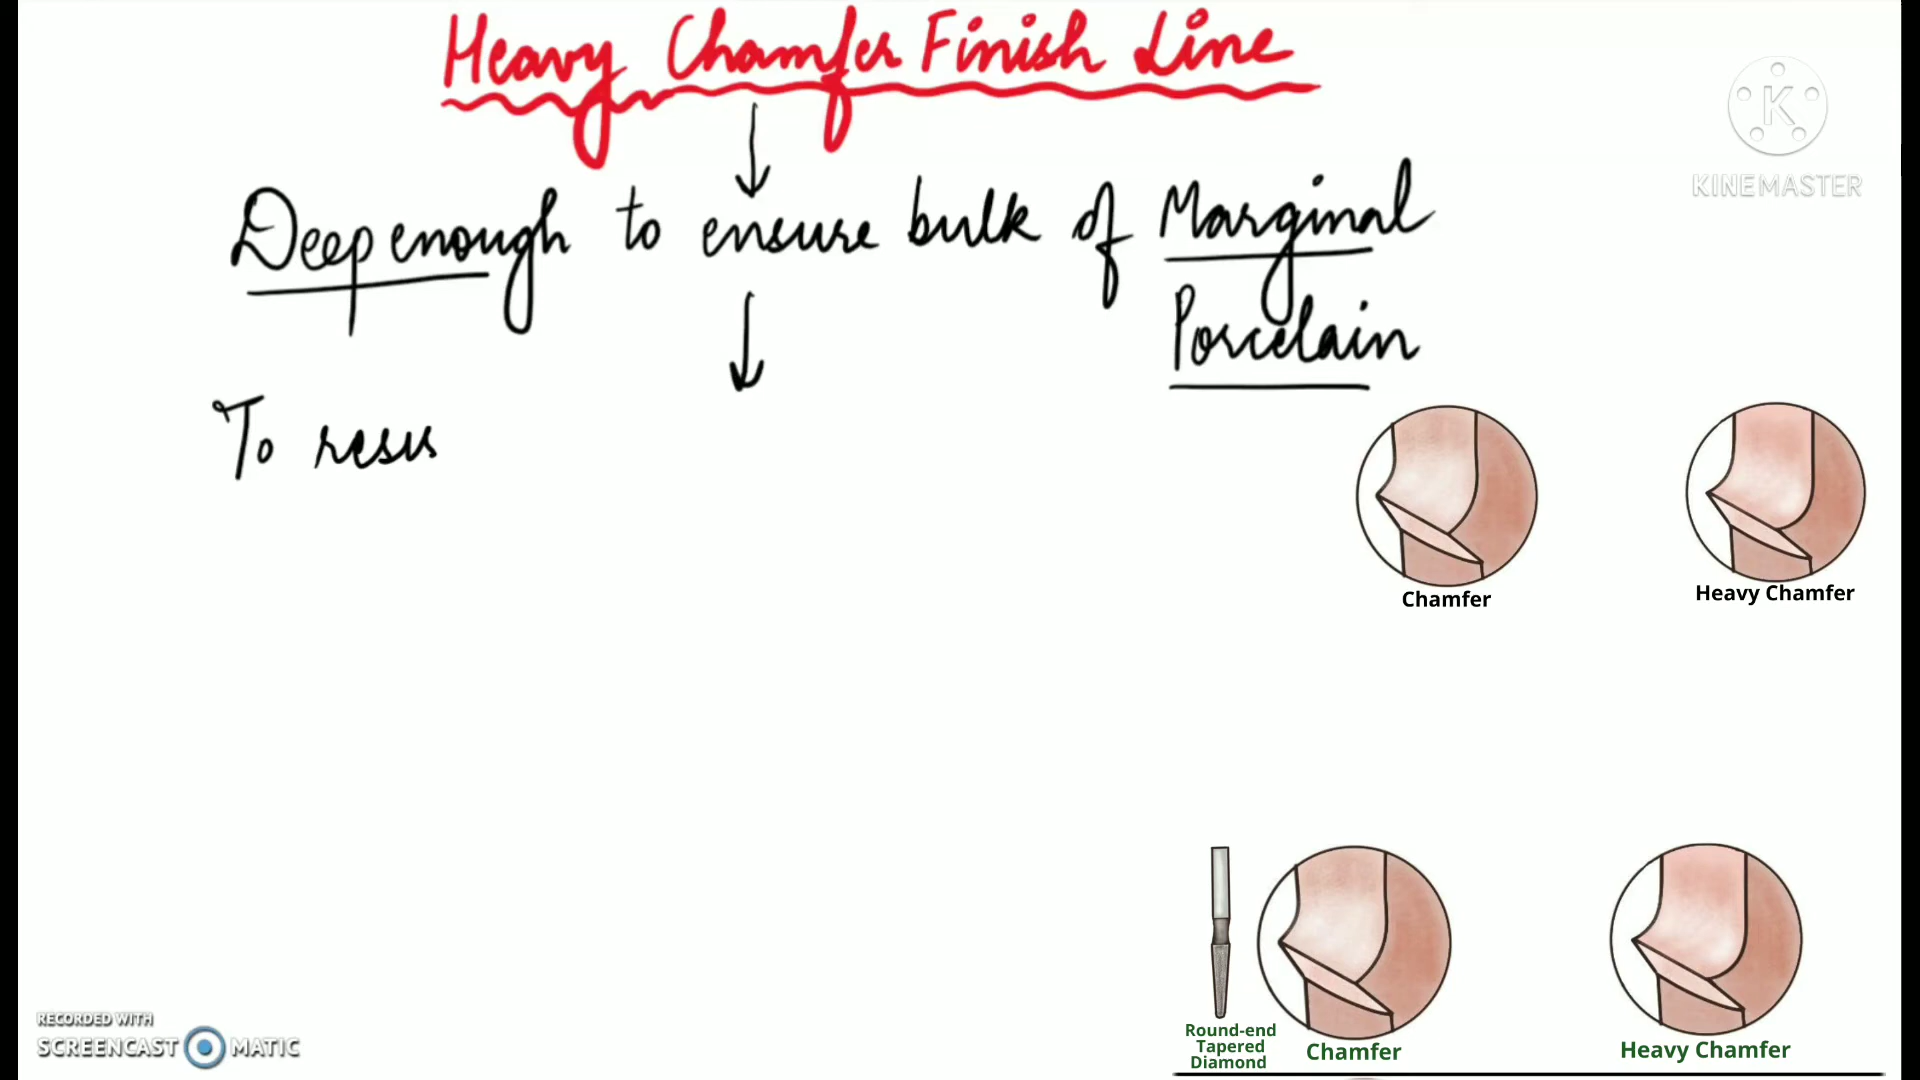 Heavy Chamfer Finish Line
KINEMASTER
Deep enough to ensure bulk of Marginal
Porcelain
To resis
Chamfer
Heavy Chamfer
Round-end
Tapered
Diamond
Chamfer
Heavy Chamfer
RECORDED WITH
SCREENCAST MATIC